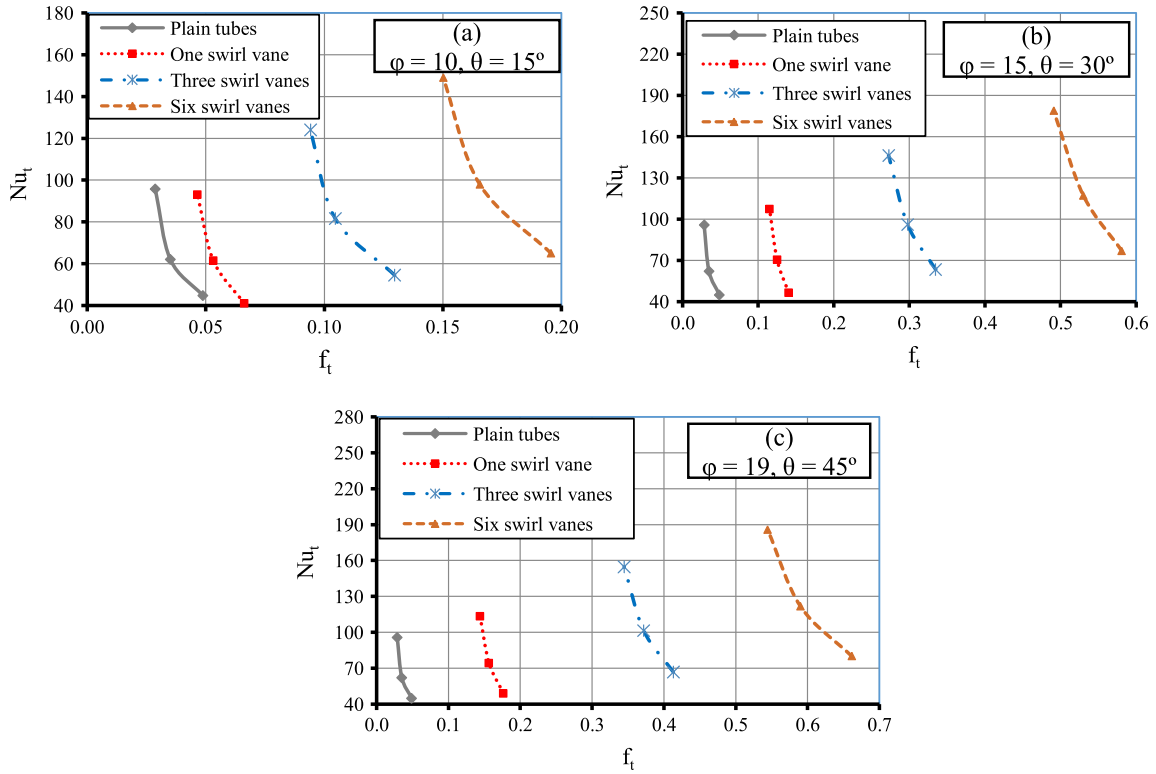 180
160
140
120
100
80
60
40
0.00
0.05
0.10
0.15
0.20
Nu_t
f_t
Plain tubes
One swirl vane
Three swirl vanes
Six swirl vanes
(a)
φ = 10, θ = 15º
250
220
190
160
130
100
70
40
0.0
0.1
0.2
0.3
0.4
0.5
0.6
Nu_t
f_t
Plain tubes
One swirl vane
Three swirl vanes
Six swirl vanes
(b)
φ = 15, θ = 30º
280
250
220
190
160
130
100
70
40
0.0
0.1
0.2
0.3
0.4
0.5
0.6
0.7
Nu_t
f_t
Plain tubes
One swirl vane
Three swirl vanes
Six swirl vanes
(c)
φ = 19, θ = 45º